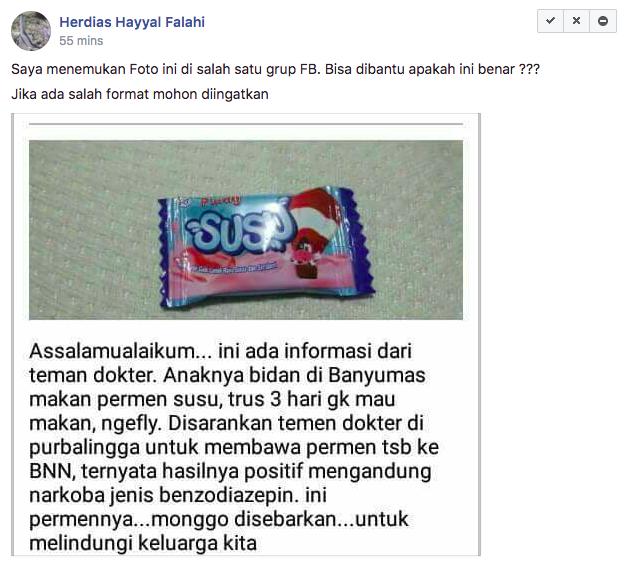 Herdias Hayyal Falahi
55 mins
Saya menemukan Foto ini di salah satu grup FB. Bisa dibantu apakah ini benar ???
Jika ada salah format mohon diingatkan
SUSU
Assalamualaikum... ini ada informasi dari
teman dokter. Anaknya bidan di Banyumas
makan permen susu, trus 3 hari gk mau
makan, ngefly. Disarankan temen dokter di
purbalingga untuk membawa permen tsb ke
BNN, ternyata hasilnya positif mengandung
narkoba jenis benzodiazepin. ini
permennya...monggo disebarkan...untuk
melindungi keluarga kita